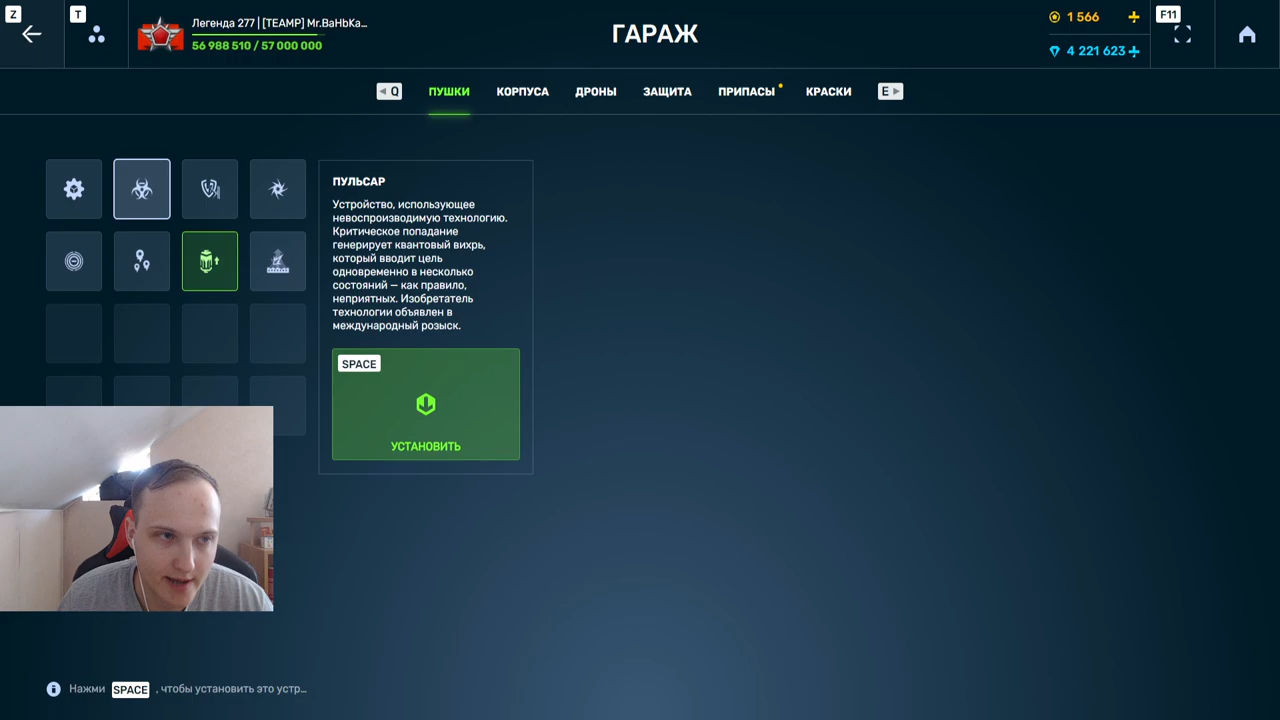 Z
T
Легенда 277 | [TEAMP] Mr.BaHbKa...
56 988 510 / 57 000 000
ГАРАЖ
1 566
4 221 623
F11
Q
ПУШКИ
КОРПУСА
ДРОНЫ
ЗАЩИТА
ПРИПАСЫ
КРАСКИ
E
ПУЛЬСАР
Устройство, использующее
невоспроизводимую технологию.
Критическое попадание
генерирует квантовый вихрь,
который вводит цель
одновременно в несколько
состояний — как правило,
неприятных. Изобретатель
технологии объявлен в
международный розыск.
SPACE
УСТАНОВИТЬ
Нажми SPACE , чтобы установить это устр...